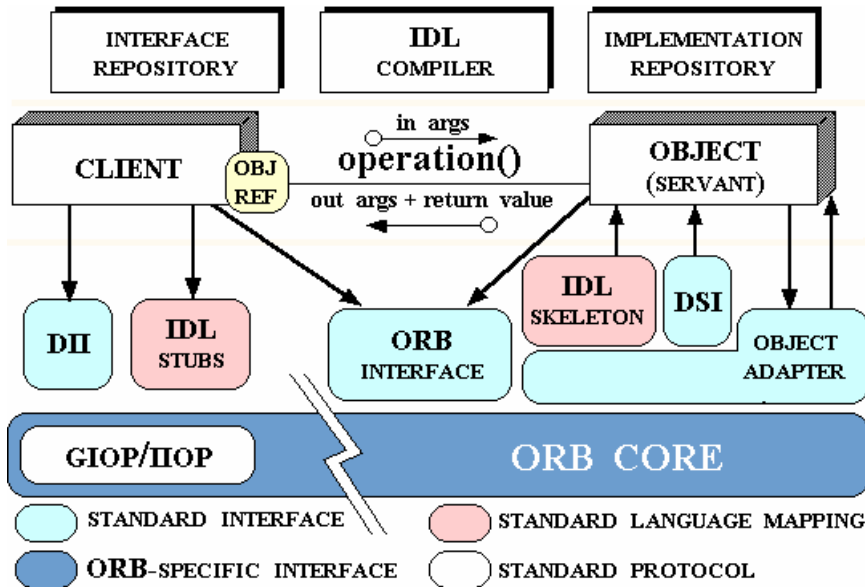 INTERFACE
REPOSITORY
IDL
COMPILER
IMPLEMENTATION
REPOSITORY
CLIENT
OBJ
REF
in args
operation()
out args + return value
OBJECT
(SERVANT)
DII
IDL
STUBS
ORB
INTERFACE
IDL
SKELETON
DSI
OBJECT
ADAPTER
GIOP/IIOP
ORB CORE
STANDARD INTERFACE
STANDARD LANGUAGE MAPPING
ORB-SPECIFIC INTERFACE
STANDARD PROTOCOL